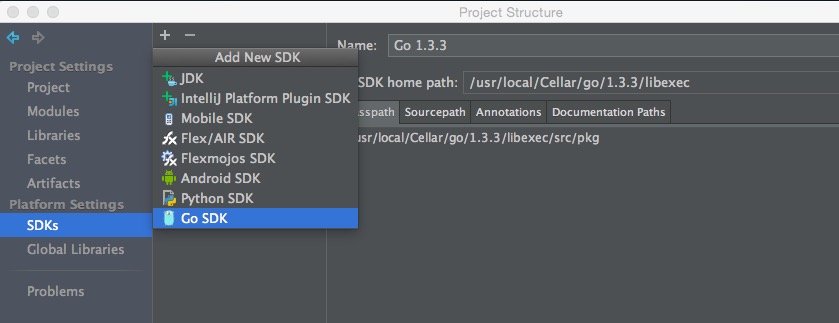 Project Structure
Project Settings
Project
Modules
Libraries
Facets
Artifacts
Platform Settings
SDKs
Global Libraries
Problems
Add New SDK
JDK
IntelliJ Platform Plugin SDK
Mobile SDK
Flex/AIR SDK
Flexmojos SDK
Android SDK
Python SDK
Go SDK
Name: Go 1.3.3
SDK home path: /usr/local/Cellar/go/1.3.3/libexec
sspath Sourcepath Annotations Documentation Paths
usr/local/Cellar/go/1.3.3/libexec/src/pkg